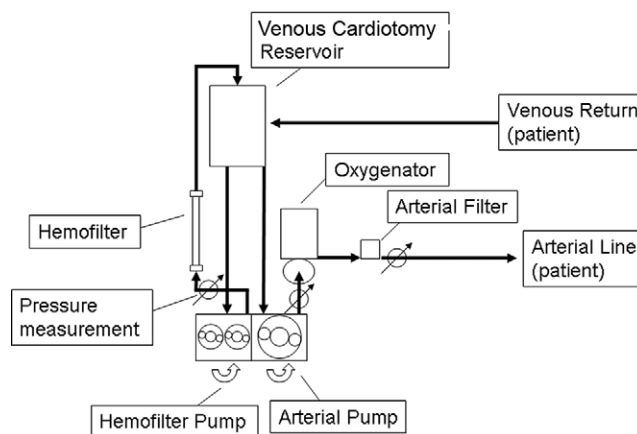 Venous Cardiotomy
Reservoir
Venous Return
(patient)
Oxygenator
Arterial Filter
Hemofilter
Arterial Line
(patient)
Pressure
measurement
Hemofilter Pump
Arterial Pump